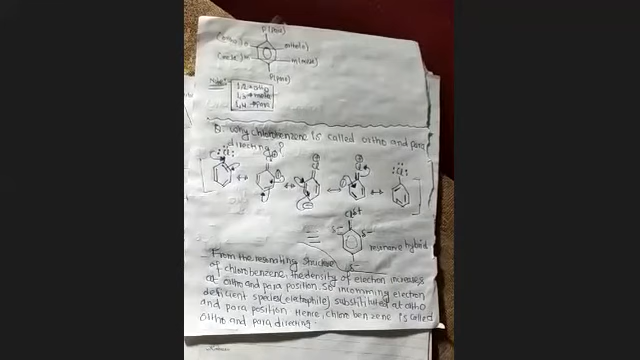 (ortho)o
m(meta)
m(meta)
P(para)
Note:
1,2 → ortho
1,3 → meta
1,4 → para
Q. Why chlorobenzene is called ortho and para
directing?
resonance hybrid
From the resonating structure
of chlorobenzene, the density of electron increases
at ortho and para position. So incomming electron
deficient species (eletrophile) substitituted at ortho
and para position Hence, chlorobenzene is called
ortho and para directing.